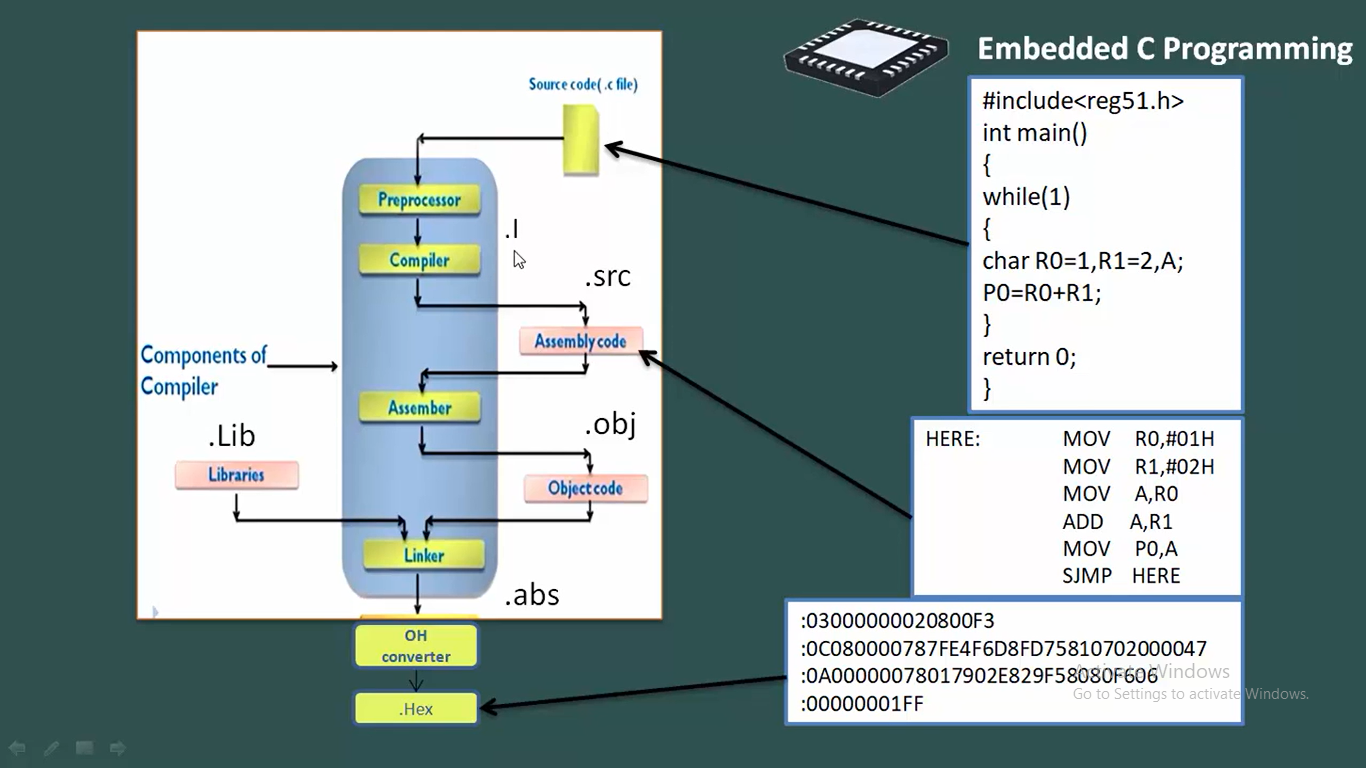 Embedded C Programming
Source code( .c file)
Preprocessor
.I
Compiler
.src
Assembly code
Components of
Compiler
Assember
.Lib
.obj
Libraries
Object code
Linker
.abs
OH
converter
.Hex
#include<reg51.h>
int main()
{
while(1)
{
char R0=1,R1=2,A;
P0=R0+R1;
}
return 0;
}
HERE: MOV R0,#01H
MOV R1,#02H
MOV A,R0
ADD A,R1
MOV P0,A
SJMP HERE
:03000000020800F3
:0C080000787FE4F6D8FD75810702000047
:0A00000078017902E829F58080F606
:00000001FF
Activate Windows
Go to Settings to activate Windows.